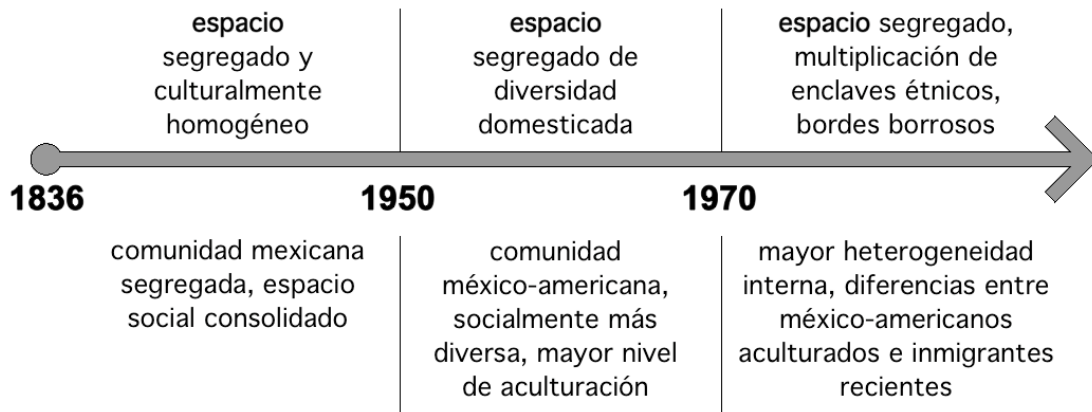 espacio
segregado y
culturalmente
homogéneo
espacio
segregado de
diversidad
domesticada
espacio segregado,
multiplicación de
enclaves étnicos,
bordes borrosos
1836
1950
1970
comunidad mexicana
segregada, espacio
social consolidado
comunidad
méxico-americana,
socialmente más
diversa, mayor nivel
de aculturación
mayor heterogeneidad
interna, diferencias entre
méxico-americanos
aculturados e inmigrantes
recientes